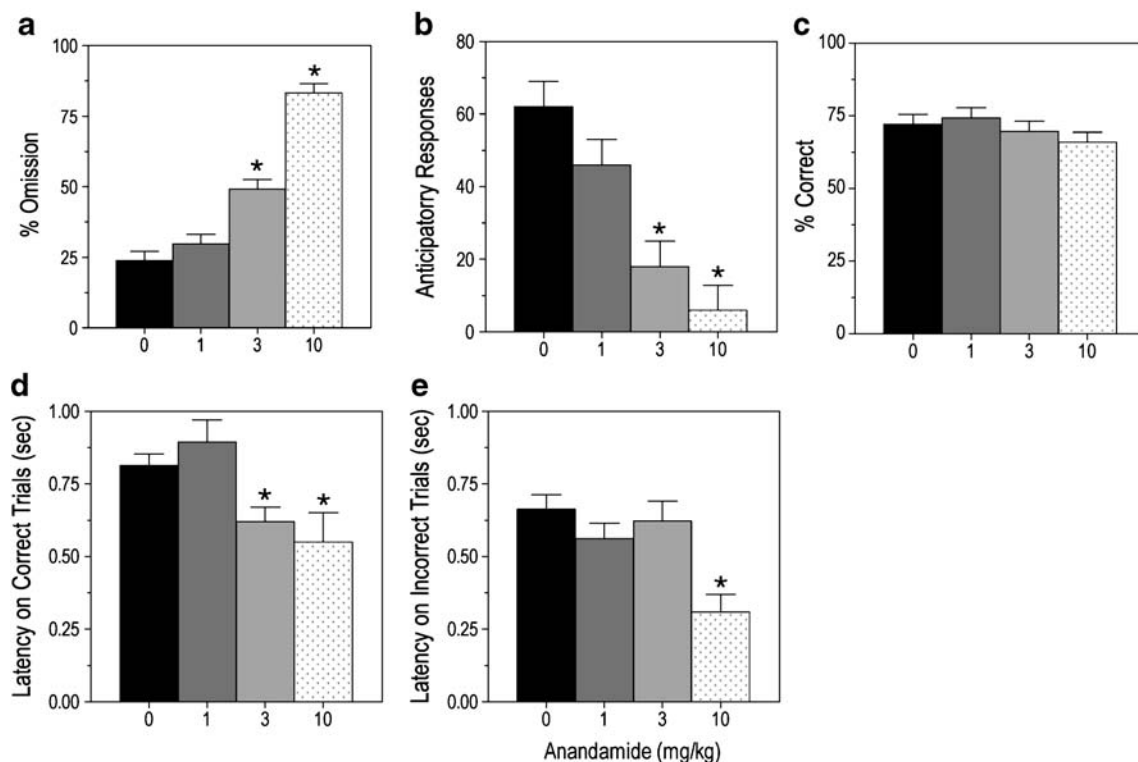 a
100
75
50
25
0
% Omission
*
*
0 1 3 10
b
80
60
40
20
0
Anticipatorry Responses
*
*
0 1 3 10
c
100
75
50
25
0
% Correct
0 1 3 10
d
1.00
0.75
0.50
0.25
0.00
Latency on Correct Trials (sec)
*
*
0 1 3 10
e
1.00
0.75
0.50
0.25
0.00
Latency on Incorrect Trials (sec)
*
0 1 3 10
Anandamide (mg/kg)